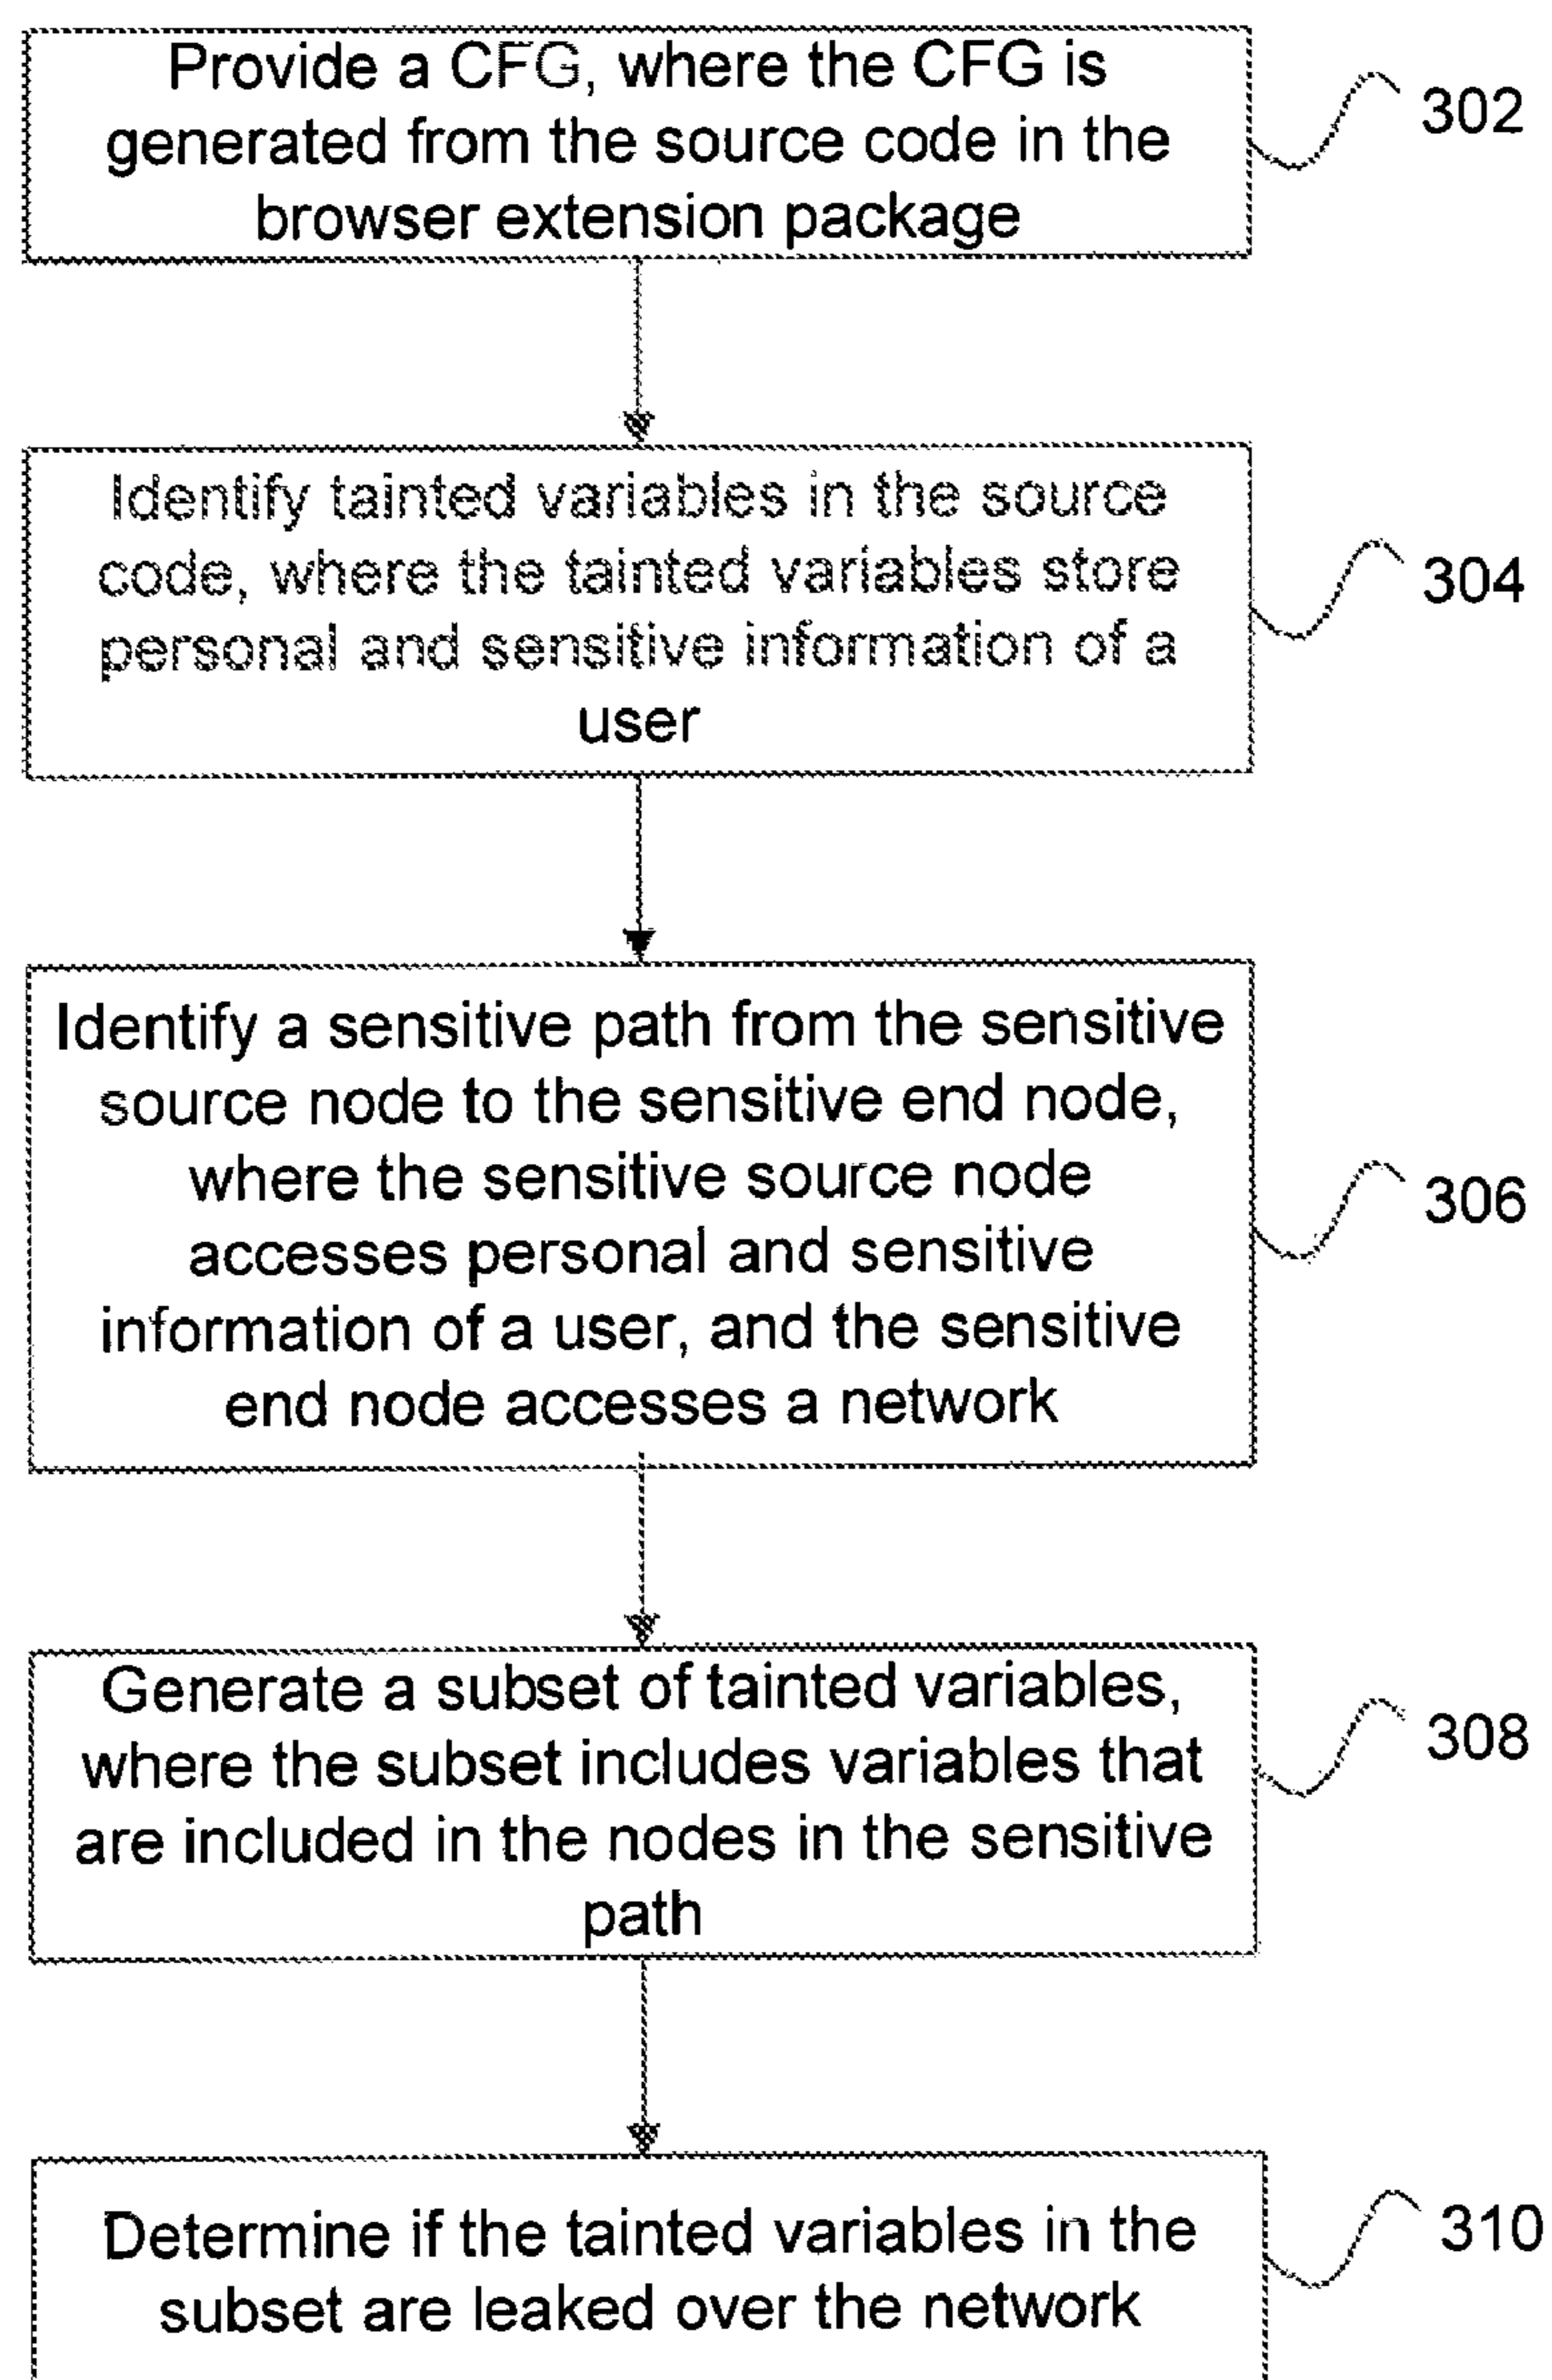 Provide a CFG, where the CFG is
generated from the source code in the
browser extension package
302
Identify tainted variables in the source
code, where the tainted variables store
personal and sensitive information of a
user
304
Identify a sensitive path from the sensitive
source node to the sensitive end node,
where the sensitive source node
accesses personal and sensitive
information of a user, and the sensitive
end node accesses a network
306
Generate a subset of tainted variables,
where the subset includes variables that
are included in the nodes in the sensitive
path
308
Determine if the tainted variables in the
subset are leaked over the network
310